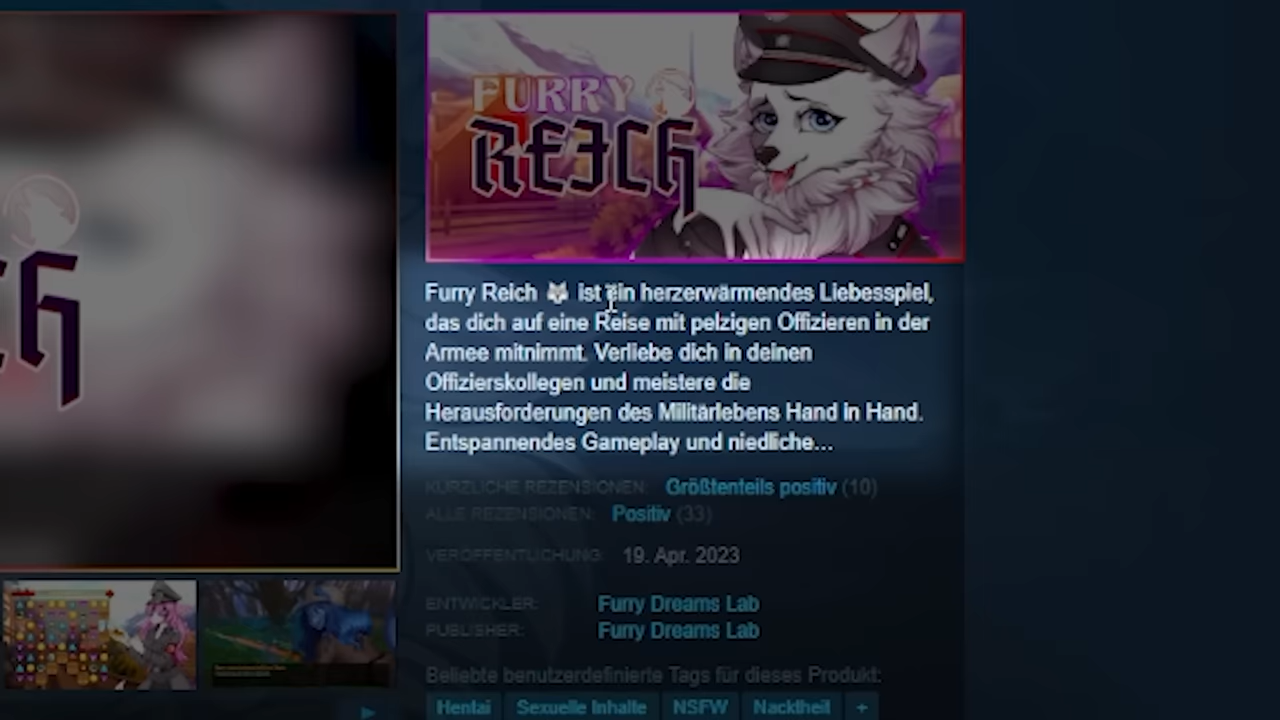 FURRY
REICH
Furry Reich 🐺 ist ein herzerwärmendes Liebesspiel,
das dich auf eine Reise mit pelzigen Offizieren in der
Armee mitnimmt. Verliebe dich in deinen
Offizierskollegen und meistere die
Herausforderungen des Militärlebens Hand in Hand.
Entspannendes Gameplay und niedliche...
KÜRZLICHE REZENSIONEN: Größtenteils positiv (10)
ALLE REZENSIONEN: Positiv (33)
VERÖFFENTLICHUNG: 19. Apr. 2023
ENTWICKLER: Furry Dreams Lab
PUBLISHER: Furry Dreams Lab
Beliebte benutzerdefinierte Tags für dieses Produkt:
Hentai Sexuelle Inhalte NSFW Nacktheit +